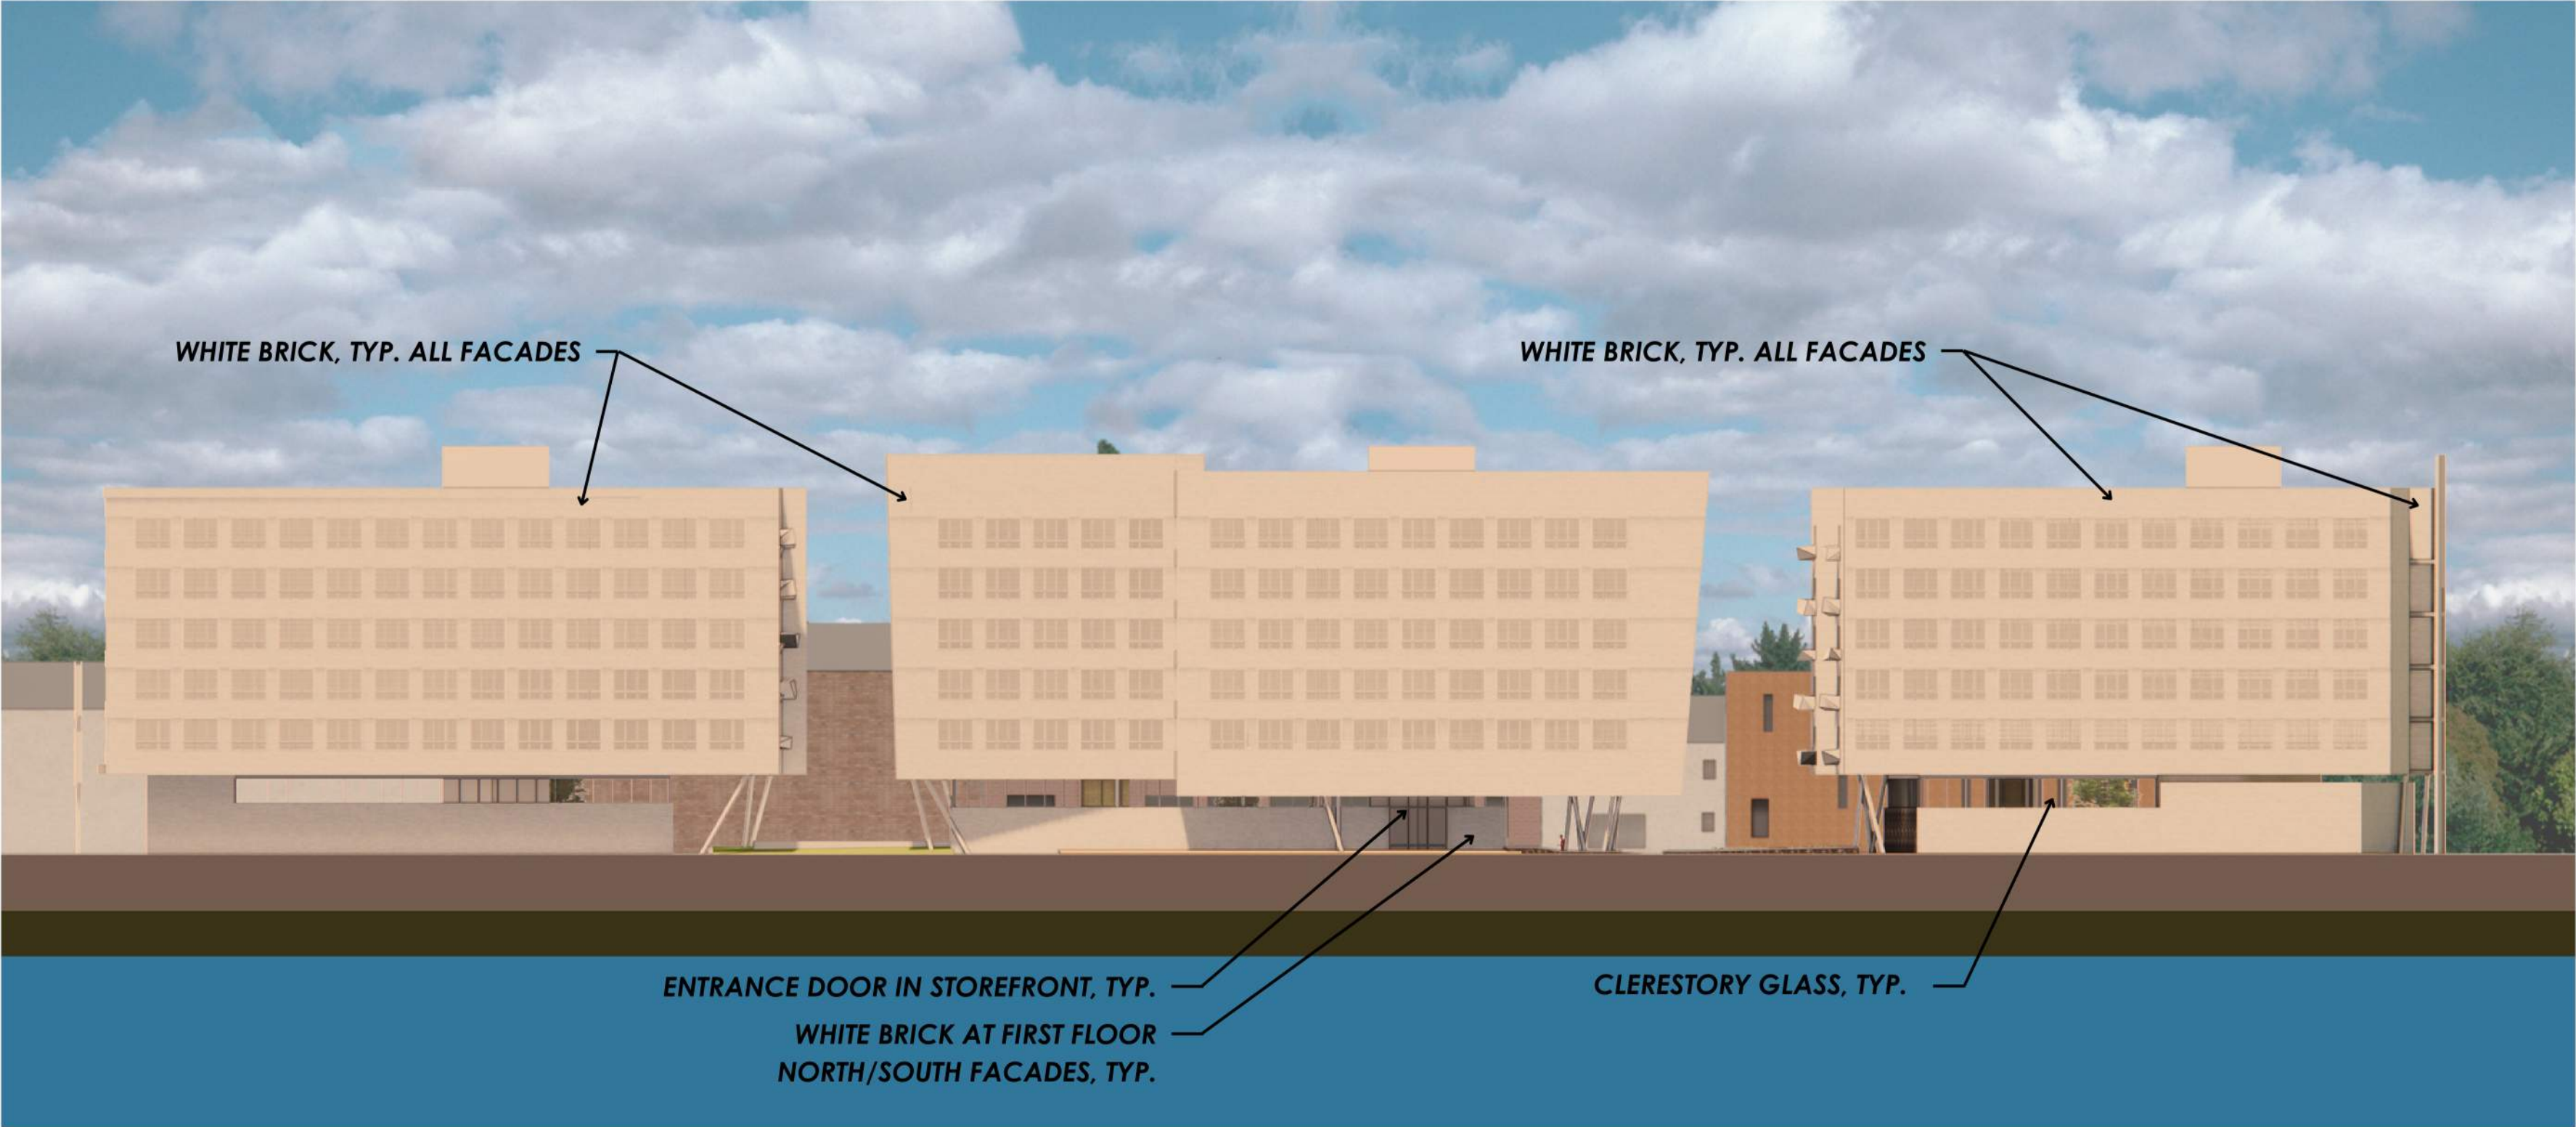 WHITE BRICK, TYP. ALL FACADES
WHITE BRICK, TYP. ALL FACADES
ENTRANCE DOOR IN STOREFRONT, TYP.
WHITE BRICK AT FIRST FLOOR
NORTH/SOUTH FACADES, TYP.
CLERESTORY GLASS, TYP.